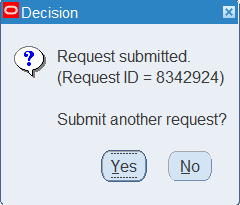 Decision
?
Request submitted.
(Request ID = 8342924)
Submit another request?
Yes
No